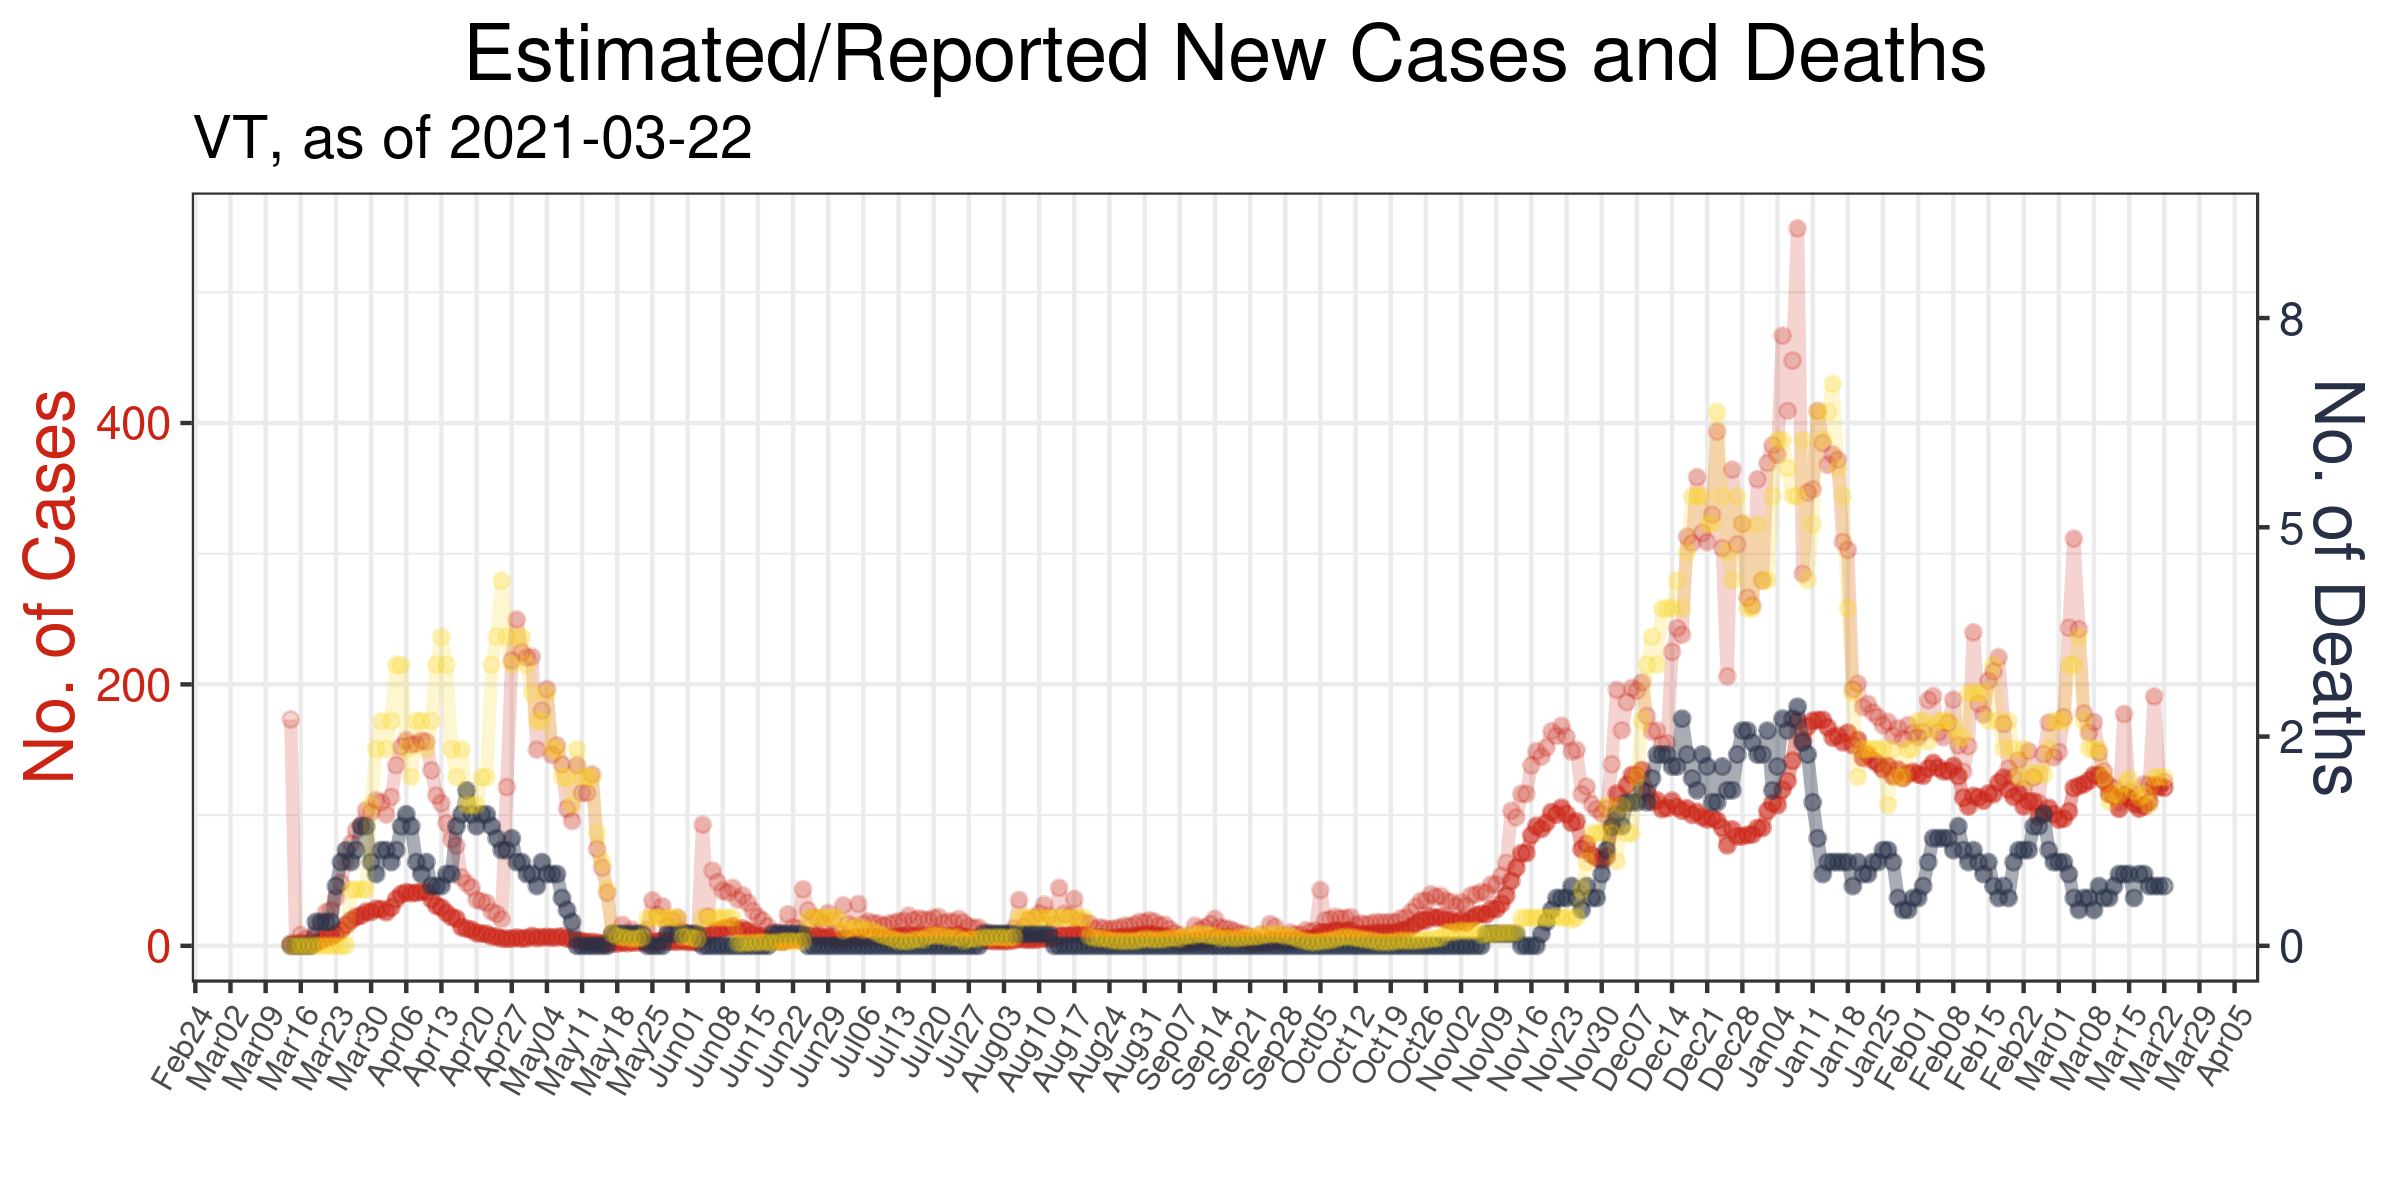 Estimated/Reported New Cases and Deaths
VT, as of 2021-03-22
No. of Cases
400
200
0
8
5
2
0
No. of Deaths
Feb24
Mar02
Mar09
Mar16
Mar23
Mar30
Apr06
Apr13
Apr20
Apr27
May04
May11
May18
May25
Jun01
Jun08
Jun15
Jun22
Jun29
Jul06
Jul13
Jul20
Jul27
Aug03
Aug10
Aug17
Aug24
Aug31
Sep07
Sep14
Sep21
Sep28
Oct05
Oct12
Oct19
Oct26
Nov02
Nov09
Nov16
Nov23
Nov30
Dec07
Dec14
Dec21
Dec28
Jan04
Jan11
Jan18
Jan25
Feb01
Feb08
Feb15
Feb22
Mar01
Mar08
Mar15
Mar22
Mar29
Apr05